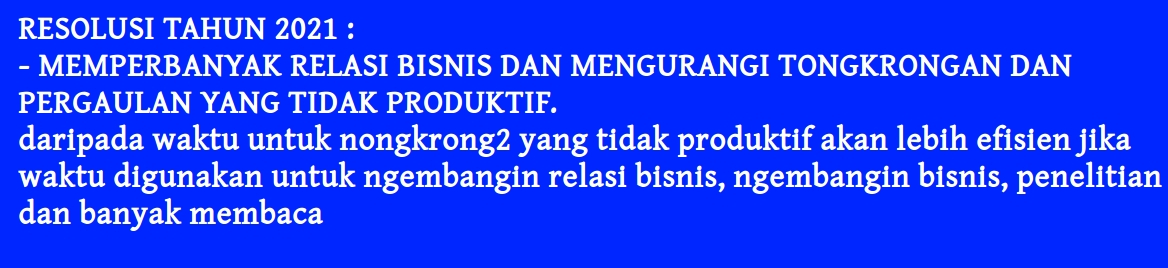 RESOLUSI TAHUN 2021 :
- MEMPERBANYAK RELASI BISNIS DAN MENGURANGI TONGKRONGAN DAN
PERGAULAN YANG TIDAK PRODUKTIF.
daripada waktu untuk nongkrong2 yang tidak produktif akan lebih efisien jika
waktu digunakan untuk ngembangin relasi bisnis, ngembangin bisnis, penelitian
dan banyak membaca